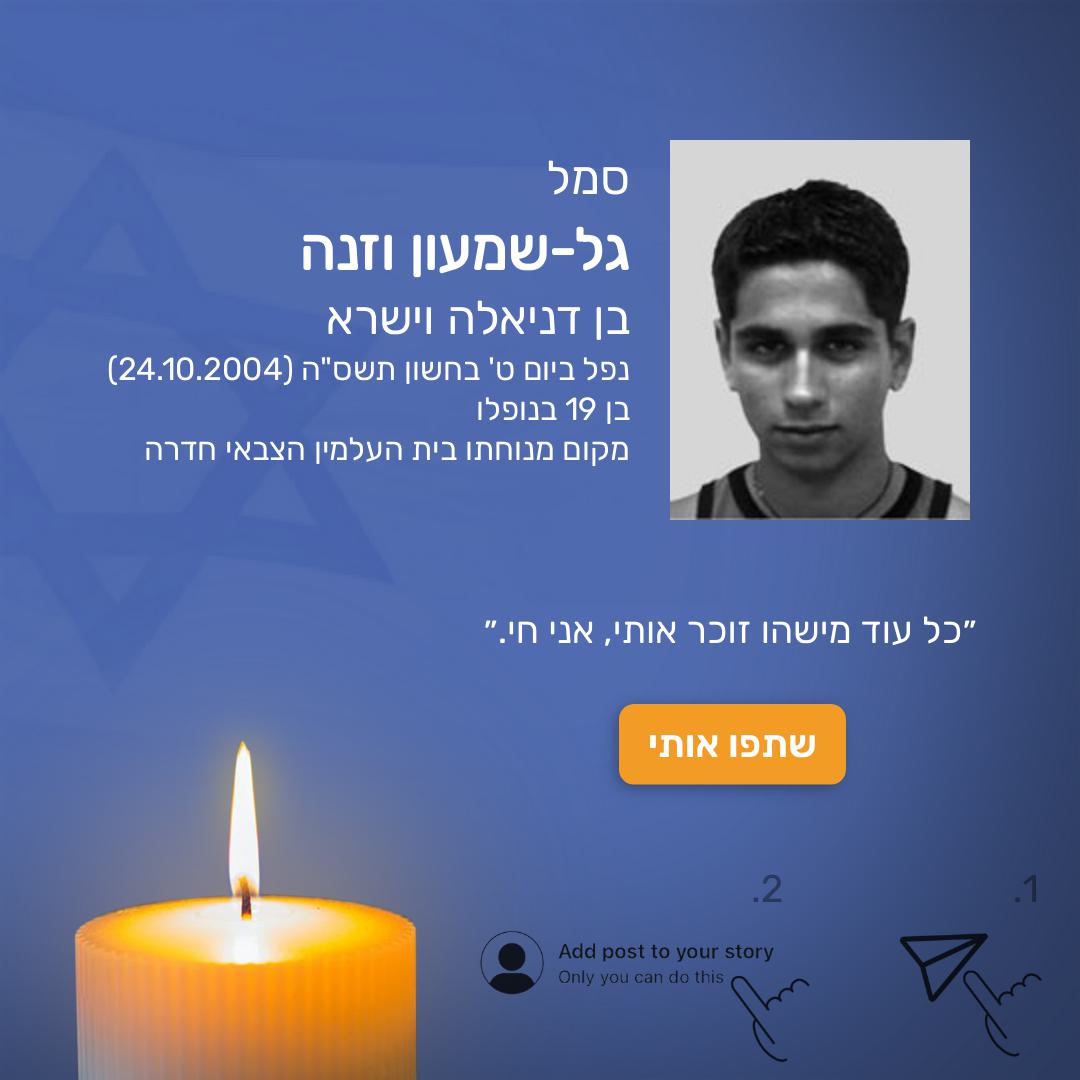 סמל
גל-שמעון וזנה
בן דניאלה וישרא
נפל ביום ט' בחשון תשס"ה (24.10.2004)
בן 19 בנופלו
מקום מנוחתו בית העלמין הצבאי חדרה
״כל עוד מישהו זוכר אותי, אני חי.״
שתפו אותי
1.
2.
Add post to your story
Only you can do this